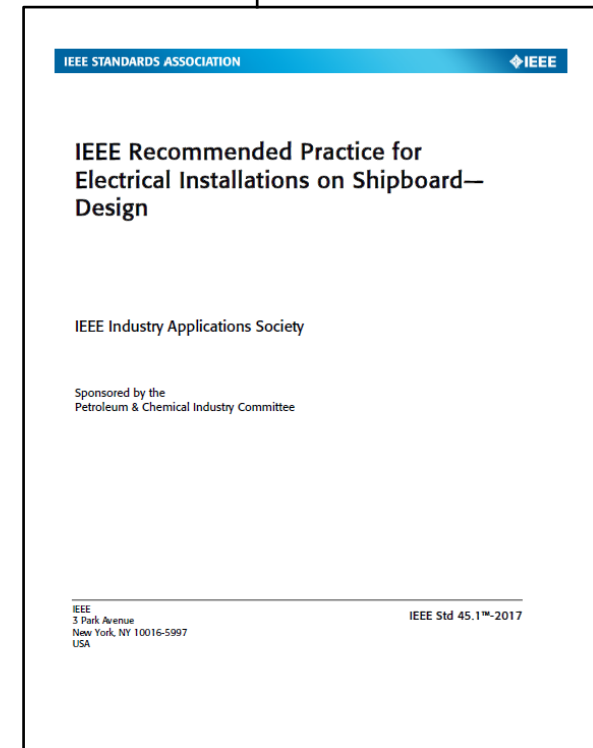 IEEE STANDARDS ASSOCIATION IEEE
IEEE Recommended Practice for
Electrical Installations on Shipboard—
Design
IEEE Industry Applications Society
Sponsored by the
Petroleum & Chemical Industry Committee
IEEE
3 Park Avenue
New York, NY 10016-5997
USA
IEEE Std 45.1™-2017